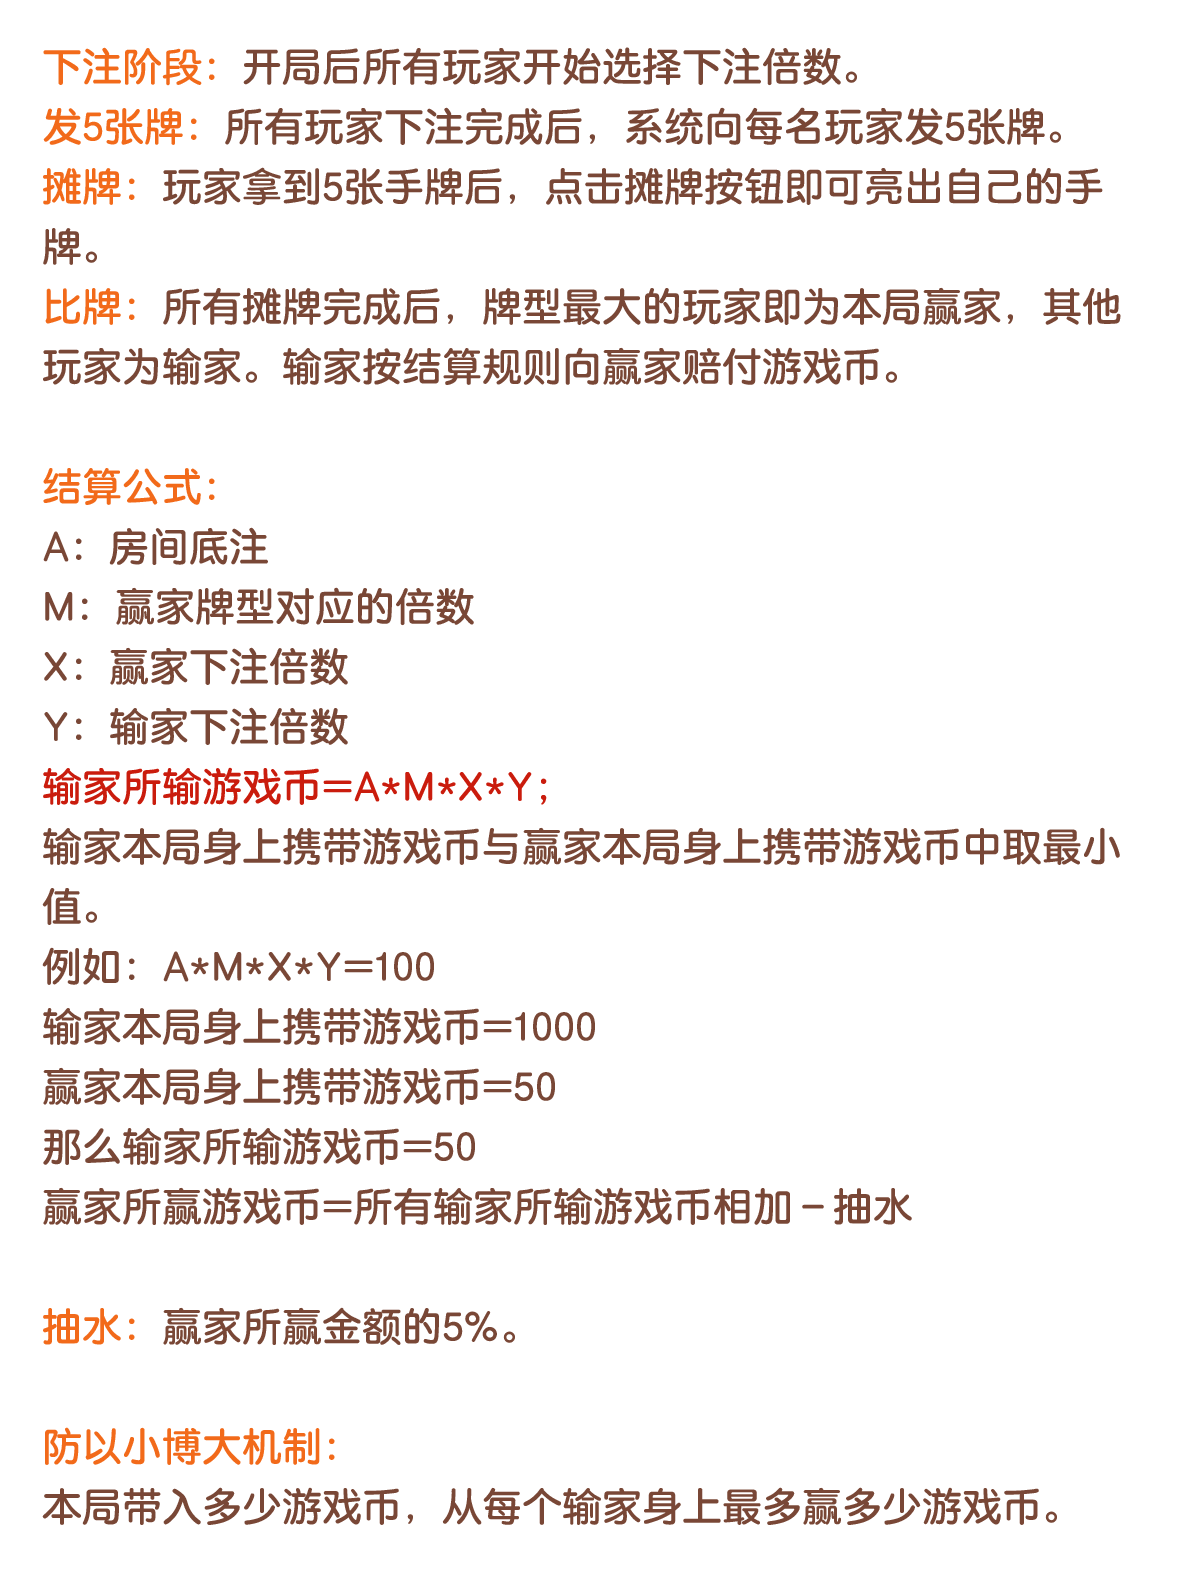 下注阶段：开局后所有玩家开始选择下注倍数。
发5张牌：所有玩家下注完成后，系统向每名玩家发5张牌。
摊牌：玩家拿到5张手牌后，点击摊牌按钮即可亮出自己的手
牌。
比牌：所有摊牌完成后，牌型最大的玩家即为本局赢家，其他
玩家为输家。输家按结算规则向赢家赔付游戏币。
结算公式：
A：房间底注
M：赢家牌型对应的倍数
X：赢家下注倍数
Y：输家下注倍数
输家所输游戏币=A*M*X*Y；
输家本局身上携带游戏币与赢家本局身上携带游戏币中取最小
值。
例如：A*M*X*Y=100
输家本局身上携带游戏币=1000
赢家本局身上携带游戏币=50
那么输家所输游戏币=50
赢家所赢游戏币=所有输家所输游戏币相加－抽水
抽水：赢家所赢金额的5%。
防以小博大机制：
本局带入多少游戏币，从每个输家身上最多赢多少游戏币。